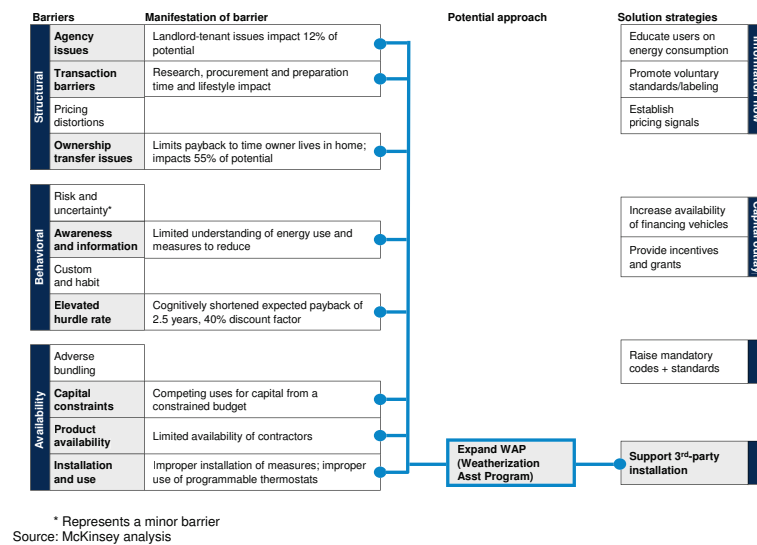 Barriers Manifestation of barrier Potential approach Solution strategies
Structural
Agency
issues
Landlord-tenant issues impact 12% of
potential
Transaction
barriers
Research, procurement and preparation
time and lifestyle impact
Pricing
distortions
Ownership
transfer issues
Limits payback to time owner lives in home;
impacts 55% of potential
Behavioral
Risk and
uncertainty*
Awareness
and information
Limited understanding of energy use and
measures to reduce
Custom
and habit
Elevated
hurdle rate
Cognitively shortened expected payback of
2.5 years, 40% discount factor
Availability
Adverse
bundling
Capital
constraints
Competing uses for capital from a
constrained budget
Product
availability
Limited availability of contractors
Installation
and use
Improper installation of measures; improper
use of programmable thermostats
Expand WAP
(Weatherization
Asst Program)
Educate users on
energy consumption
Promote voluntary
standards/labeling
Establish
pricing signals
Information flow
Increase availability
of financing vehicles
Provide incentives
and grants
Capital outlay
Raise mandatory
codes + standards
Support 3rd-party
installation
* Represents a minor barrier
Source: McKinsey analysis